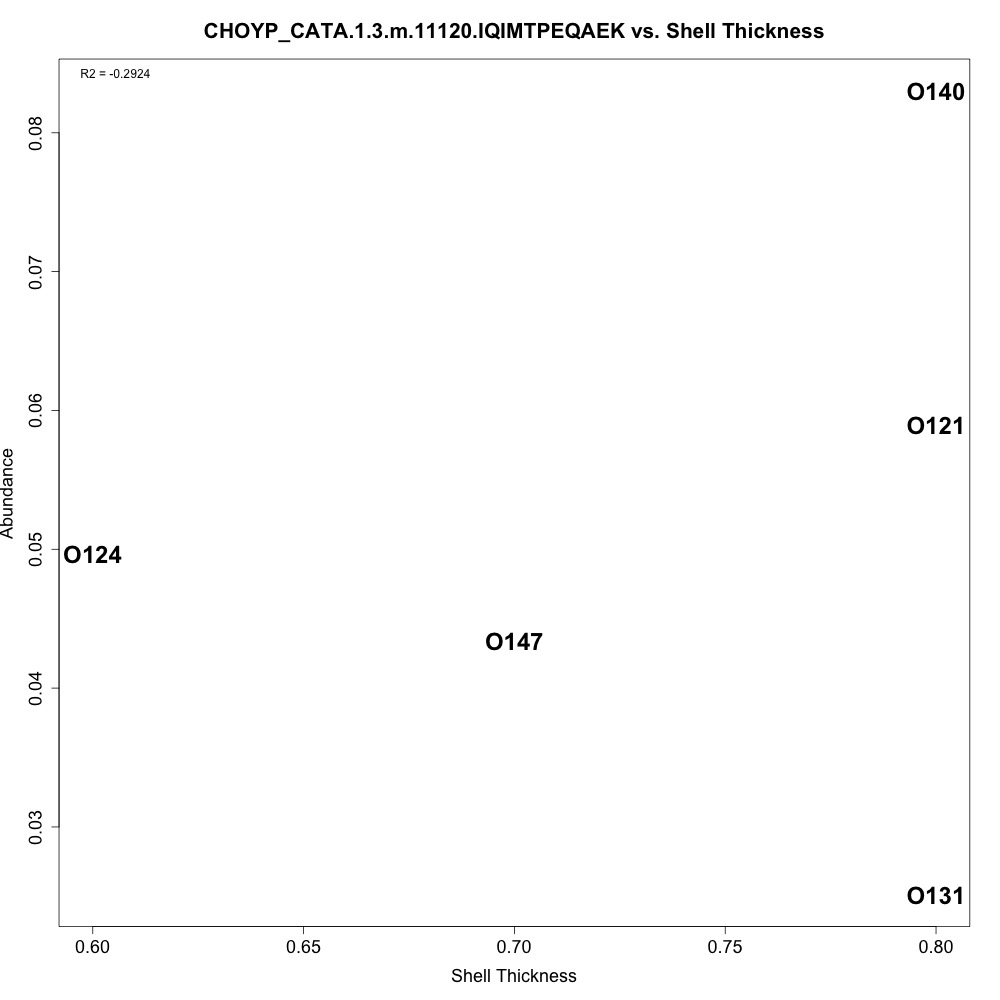 CHOYP_CATA.1.3.m.11120.IQIMTPEQAEK vs. Shell Thickness
R2 = -0.2924
O140
0.08
0.07
0.06
O121
Abundance
0.05
O124
O147
0.04
0.03
O131
0.60 0.65 0.70 0.75 0.80
Shell Thickness